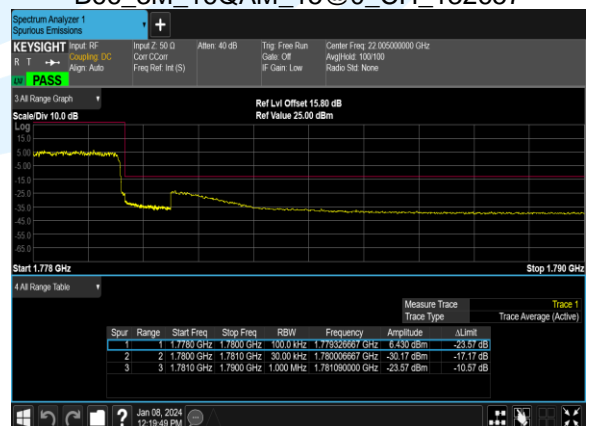 Spectrum Analyzer 1
Spurious Emissions
KEYSIGHT Input: RF Input Z: 50 Ω Atten: 40 dB Trig: Free Run Center Freq: 22.005000000 GHz
R T Coupling: DC Corr CCorr Gate: Off Avg|Hold: 100/100
Align: Auto Freq Ref: Int (S) IF Gain: Low Radio Std: None
LW PASS
3 All Range Graph
Ref Lvl Offset 15.80 dB
Scale/Div 10.0 dB Ref Value 25.00 dBm
Log
15.0
5.00
-5.00
-15.0
-25.0
-35.0
-45.0
-55.0
-65.0
Start 1.778 GHz Stop 1.790 GHz
4 All Range Table
Measure Trace Trace 1
Trace Type Trace Average (Active)
Spur Range Start Freq Stop Freq RBW Frequency Amplitude ΔLimit
1 1 1.7780 GHz 1.7800 GHz 100.0 kHz 1.779326667 GHz 6.430 dBm -23.57 dB
2 2 1.7800 GHz 1.7810 GHz 30.00 kHz 1.780006667 GHz -30.17 dBm -17.17 dB
3 3 1.7810 GHz 1.7900 GHz 1.000 MHz 1.781090000 GHz -23.57 dBm -10.57 dB
Jan 08, 2024
12:19:49 PM